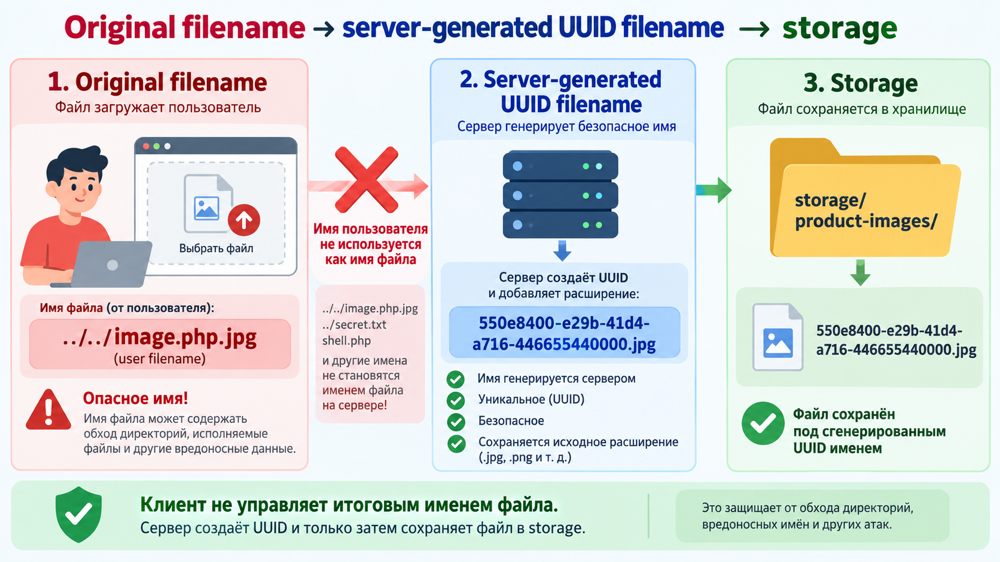 Original filename → server-generated UUID filename → storage
1. Original filename
Файл загружает пользователь
Выбрать файл
Имя файла (от пользователя):
../../image.php.jpg
(user filename)
Опасное имя!
Имя файла может содержать
обход директорий, исполняемые
файлы и другие вредоносные данные.
Имя пользователя
не используется
как имя файла
../../image.php.jpg
../secret.txt
shell.php
и другие имена
не становятся
именем файла
на сервере!
2. Server-generated
UUID filename
Сервер генерирует безопасное имя
Сервер создаёт UUID
и добавляет расширение:
550e8400-e29b-41d4-
a716-446655440000.jpg
Имя генерируется сервером
Уникальное (UUID)
Безопасное
Сохраняется исходное расширение
(.jpg, .png и т. д.)
3. Storage
Файл сохраняется в хранилище
storage/
product-images/
550e8400-e29b-41d4-
a716-446655440000.jpg
Файл сохранён
под сгенерированным
UUID именем
Клиент не управляет итоговым именем файла.
Сервер создаёт UUID и только затем сохраняет файл в storage.
Это защищает от обхода директорий,
вредоносных имён и других атак.